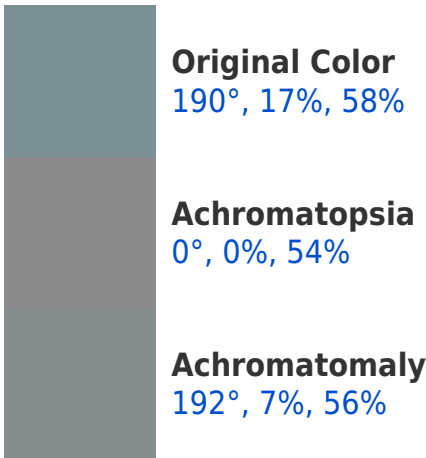 Original Color
190°, 17%, 58%
Achromatopsia
0°, 0%, 54%
Achromatomaly
192°, 7%, 56%